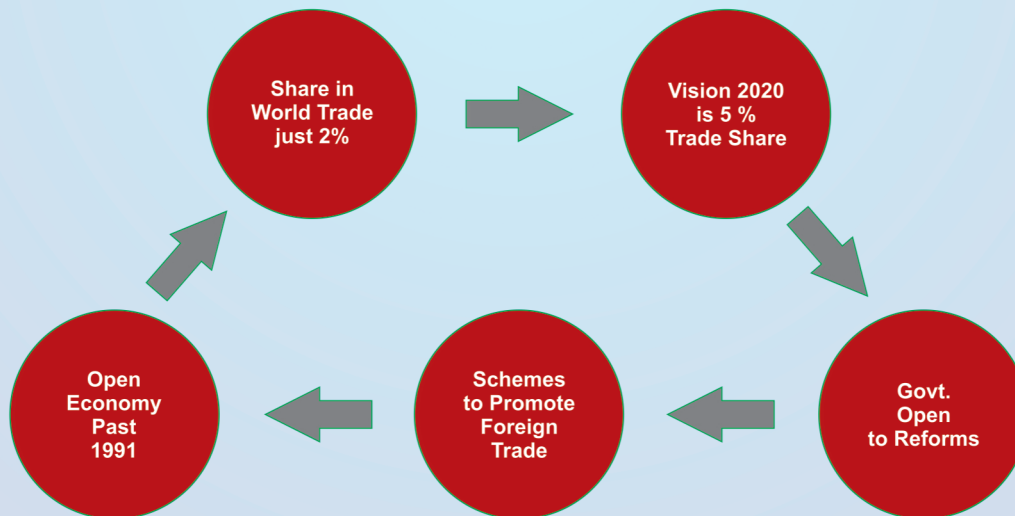 Share in
World Trade
just 2%
Vision 2020
is 5 %
Trade Share
Govt.
Open
to Reforms
Schemes
to Promote
Foreign
Trade
Open
Economy
Past
1991